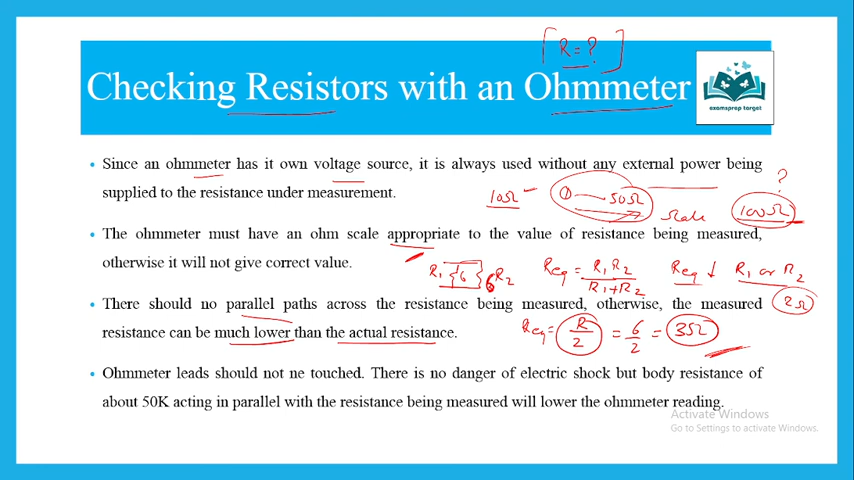 [R=?]
Checking Resistors with an Ohmmeter
examsprep target
• Since an ohmmeter has it own voltage source, it is always used without any external power being
supplied to the resistance under measurement.
10Ω 0 — 50Ω scale 100Ω ?
• The ohmmeter must have an ohm scale appropriate to the value of resistance being measured,
otherwise it will not give correct value.
R₁ 6 6 R₂ Req = R₁R₂ / R₁+R₂ Req ↓ R₁ or R₂
2Ω
• There should no parallel paths across the resistance being measured, otherwise, the measured
resistance can be much lower than the actual resistance.
Req = R/2 = 6/2 = 3Ω
• Ohmmeter leads should not ne touched. There is no danger of electric shock but body resistance of
about 50K acting in parallel with the resistance being measured will lower the ohmmeter reading.
Activate Windows
Go to Settings to activate Windows.